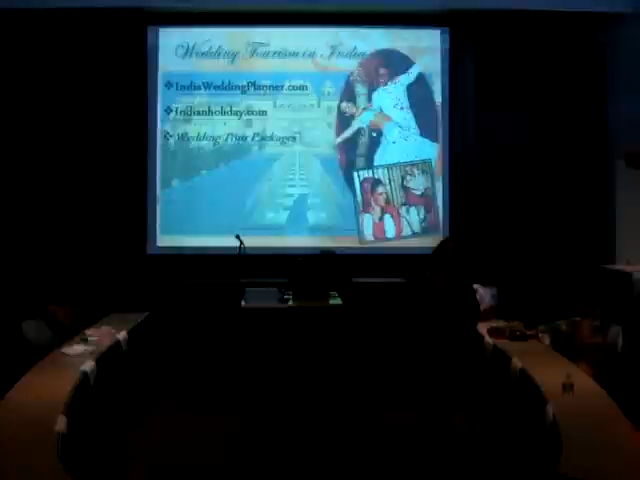 Wedding Tourism in India
IndiaWeddingPlanner.com
Indianholiday.com
Wedding Tour Packages